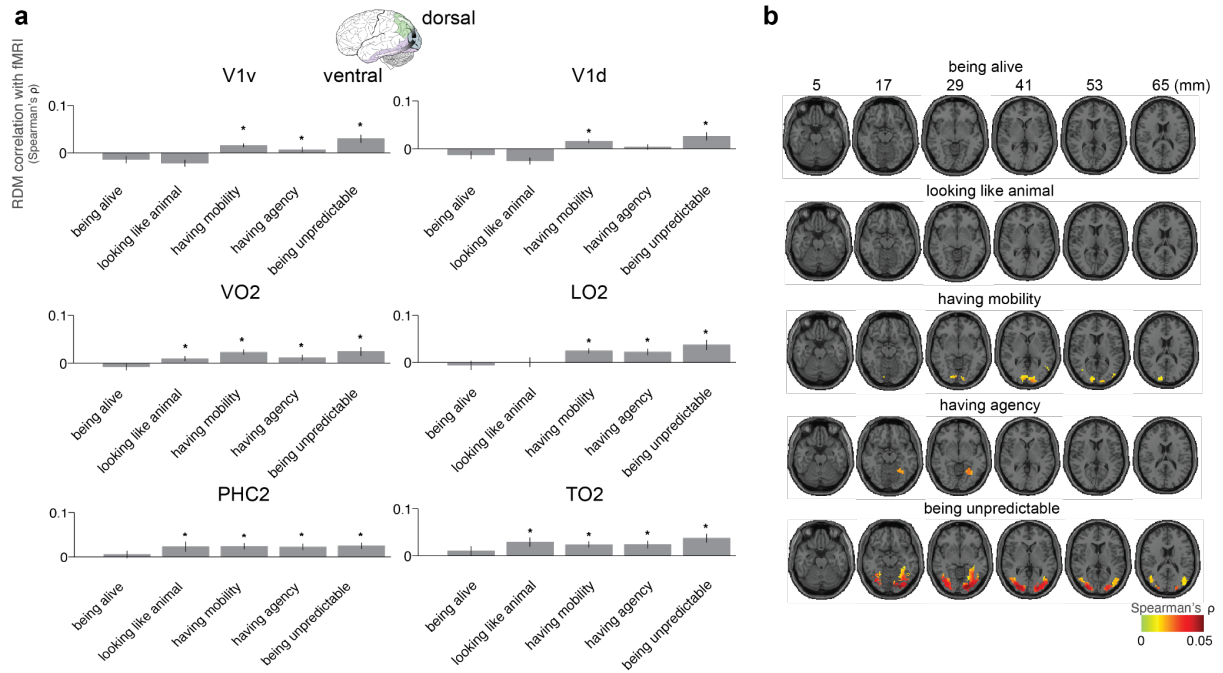 a
dorsal
ventral
RDM correlation with fMRI
(Spearman's ρ)
V1v
0.1
0
*
*
*
being alive
looking like animal
having mobility
having agency
being unpredictable
V1d
0.1
0
*
*
being alive
looking like animal
having mobility
having agency
being unpredictable
VO2
0.1
0
*
*
*
*
being alive
looking like animal
having mobility
having agency
being unpredictable
LO2
0.1
0
*
*
*
being alive
looking like animal
having mobility
having agency
being unpredictable
PHC2
0.1
0
*
*
*
*
being alive
looking like animal
having mobility
having agency
being unpredictable
TO2
0.1
0
*
*
*
*
being alive
looking like animal
having mobility
having agency
being unpredictable
b
being alive
5 17 29 41 53 65 (mm)
looking like animal
having mobility
having agency
being unpredictable
Spearman's ρ
0 0.05